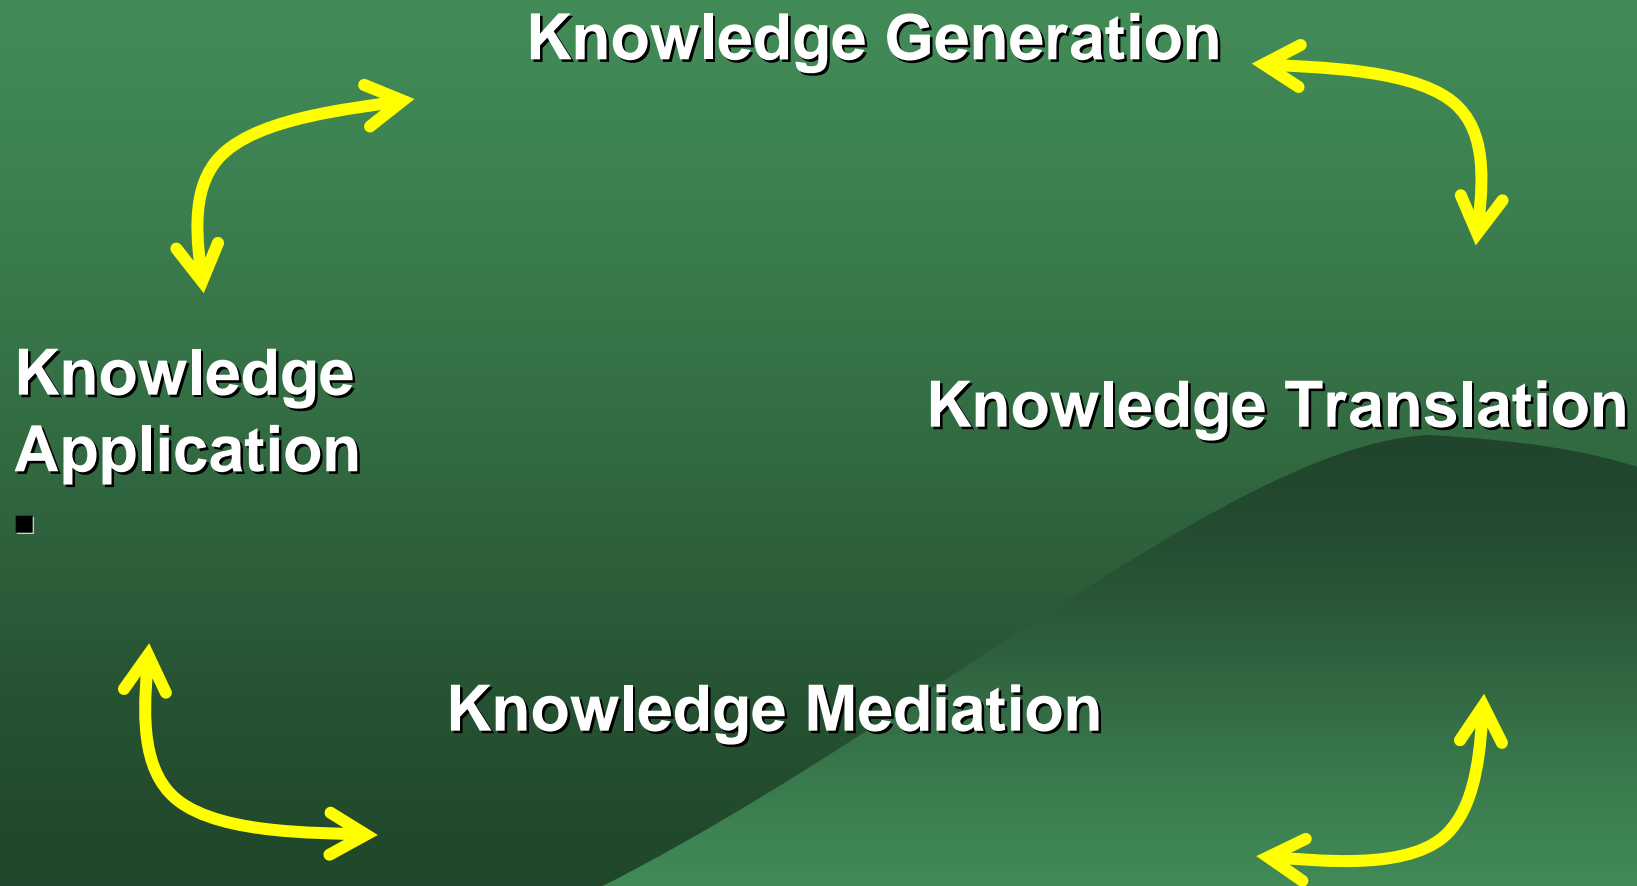 Knowledge Generation
Knowledge
Application
Knowledge Translation
Knowledge Mediation